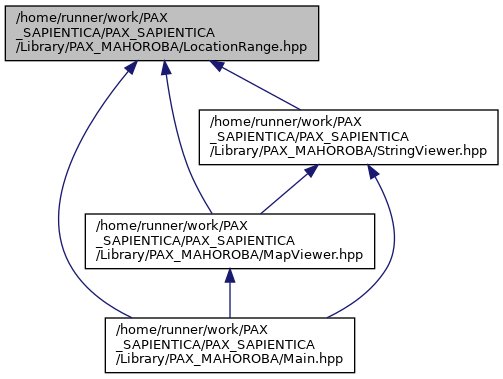 /home/runner/work/PAX
_SAPIENTICA/PAX_SAPIENTICA
/Library/PAX_MAHOROBA/LocationRange.hpp
/home/runner/work/PAX
_SAPIENTICA/PAX_SAPIENTICA
/Library/PAX_MAHOROBA/StringViewer.hpp
/home/runner/work/PAX
_SAPIENTICA/PAX_SAPIENTICA
/Library/PAX_MAHOROBA/MapViewer.hpp
/home/runner/work/PAX
_SAPIENTICA/PAX_SAPIENTICA
/Library/PAX_MAHOROBA/Main.hpp